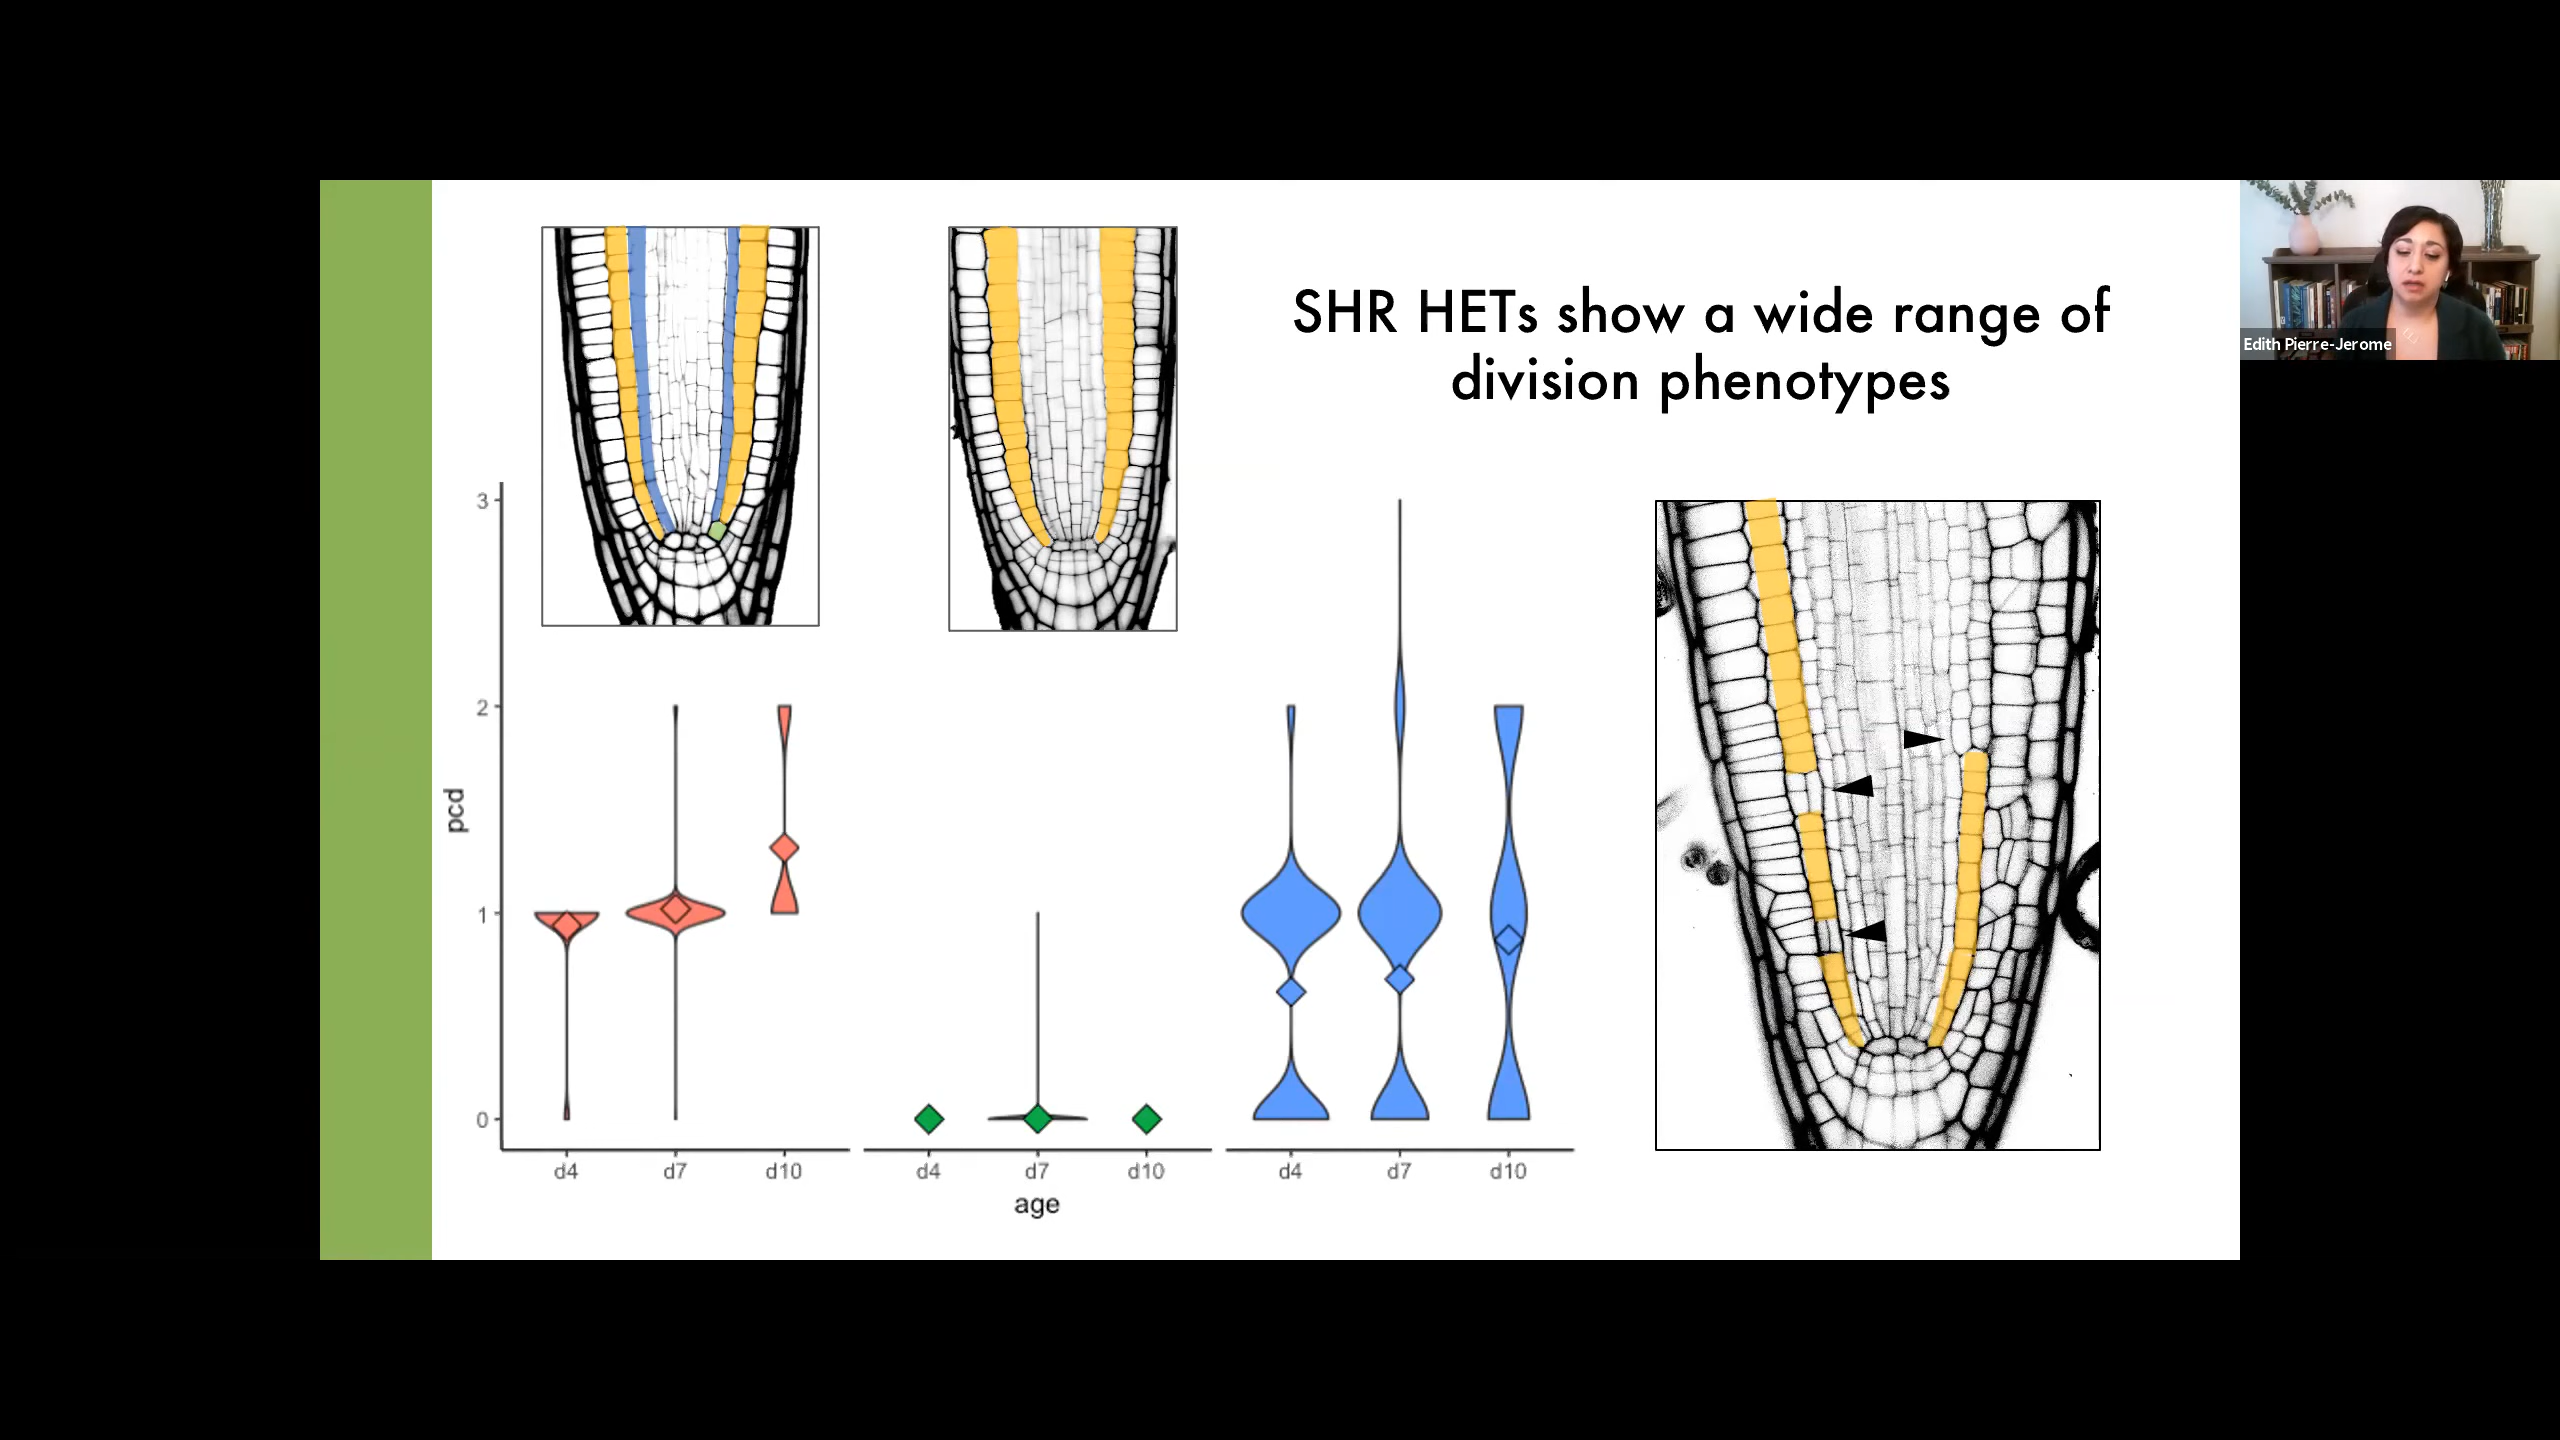 SHR HETs show a wide range of
division phenotypes
Edith Pierre-Jerome
3
2
1
0
pcd
d4 d7 d10 d4 d7 d10 d4 d7 d10
age